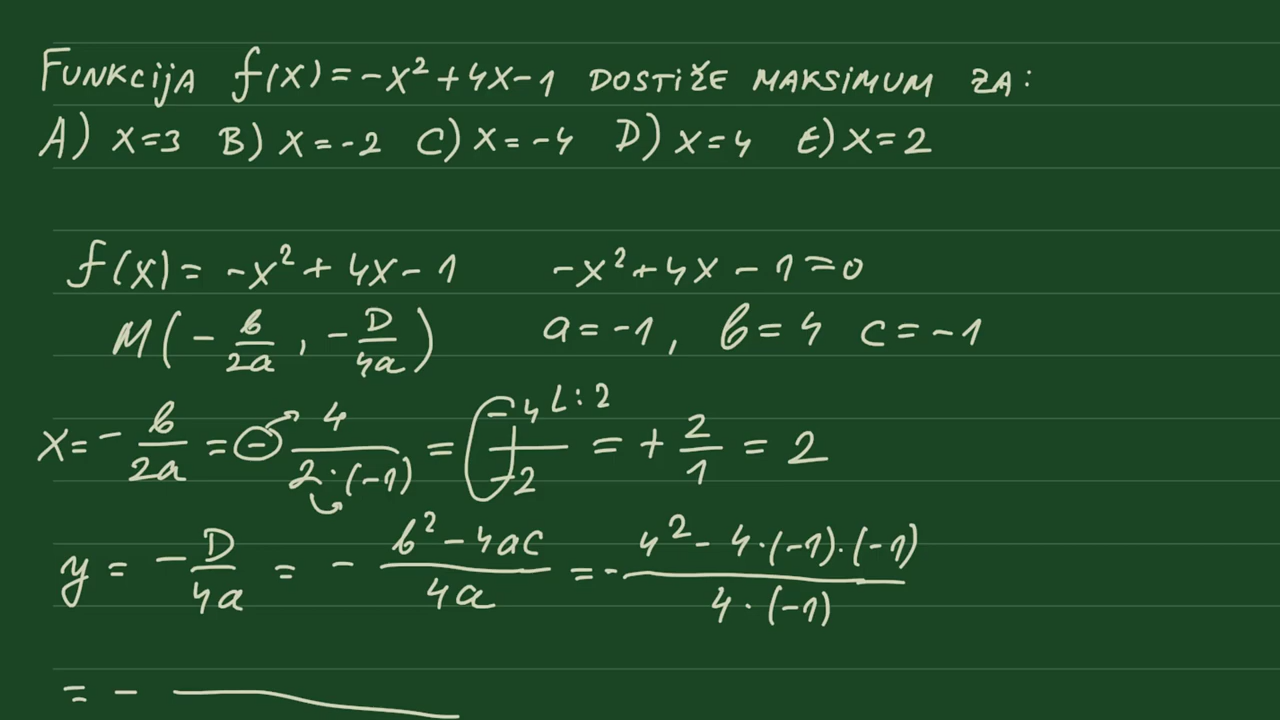 FUNKCIJA f(x) = -x² + 4x - 1 DOSTIŽE MAKSIMUM ZA:
A) x=3 B) x=-2 C) x=-4 D) x=4 E) x=2
f(x) = -x² + 4x - 1 -x² + 4x - 1 = 0
M(-b/2a, -D/4a) a=-1, b=4 c=-1
x = -b/2a = -4/2·(-1) = -4/-2 L:2 = +2/1 = 2
y = -D/4a = -b²-4ac/4a = -4²-4·(-1)·(-1)/4·(-1)
= -